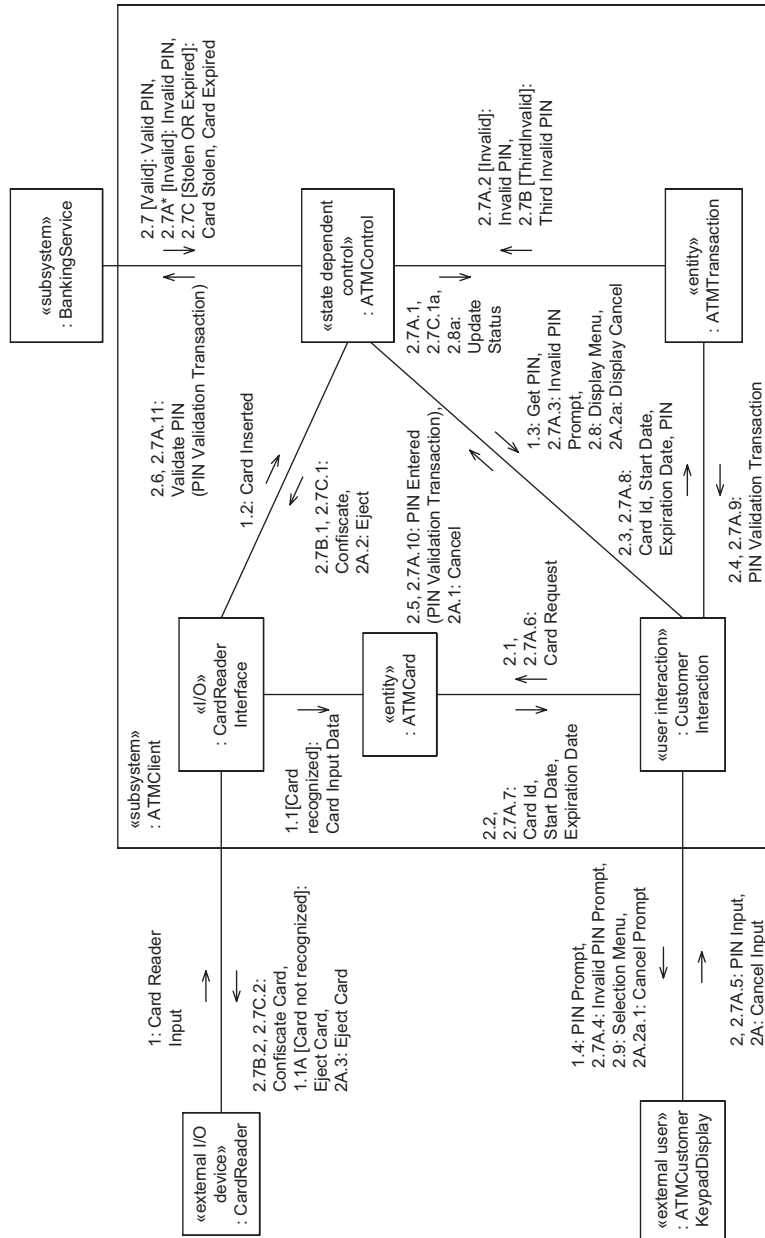 «external I/O
device»
: CardReader
1: Card Reader
Input
2.7B.2, 2.7C.2:
Confiscate Card,
1.1A [Card not recognized]:
Eject Card,
2A.3: Eject Card
«subsystem»
: ATMClient
«I/O»
: CardReader
Interface
1.2: Card Inserted
2.7B.1, 2.7C.1:
Confiscate,
2A.2: Eject
2.6, 2.7A.11:
Validate PIN
(PIN Validation Transaction)
«subsystem»
: BankingService
2.7 [Valid]: Valid PIN,
2.7A* [Invalid]: Invalid PIN,
2.7C [Stolen OR Expired]:
Card Stolen, Card Expired
1.1[Card
recognized]:
Card Input Data
«entity»
: ATMCard
2.5, 2.7A.10: PIN Entered
(PIN Validation Transaction),
2A.1: Cancel
«state dependent
control»
: ATMControl
2.7A.1,
2.7C.1a,
2.8a:
Update
Status
2.7A.2 [Invalid]:
Invalid PIN,
2.7B [ThirdInvalid]:
Third Invalid PIN
2.2,
2.7A.7:
Card Id,
Start Date,
Expiration Date
2.1,
2.7A.6:
Card Request
1.3: Get PIN,
2.7A.3: Invalid PIN
Prompt,
2.8: Display Menu,
2A.2a: Display Cancel
«external user»
: ATMCustomer
KeypadDisplay
1.4: PIN Prompt,
2.7A.4: Invalid PIN Prompt,
2.9: Selection Menu,
2A.2a.1: Cancel Prompt
2, 2.7A.5: PIN Input,
2A: Cancel Input
«user interaction»
: Customer
Interaction
2.3, 2.7A.8:
Card Id, Start Date,
Expiration Date, PIN
2.4, 2.7A.9:
PIN Validation Transaction
«entity»
: ATMTransaction